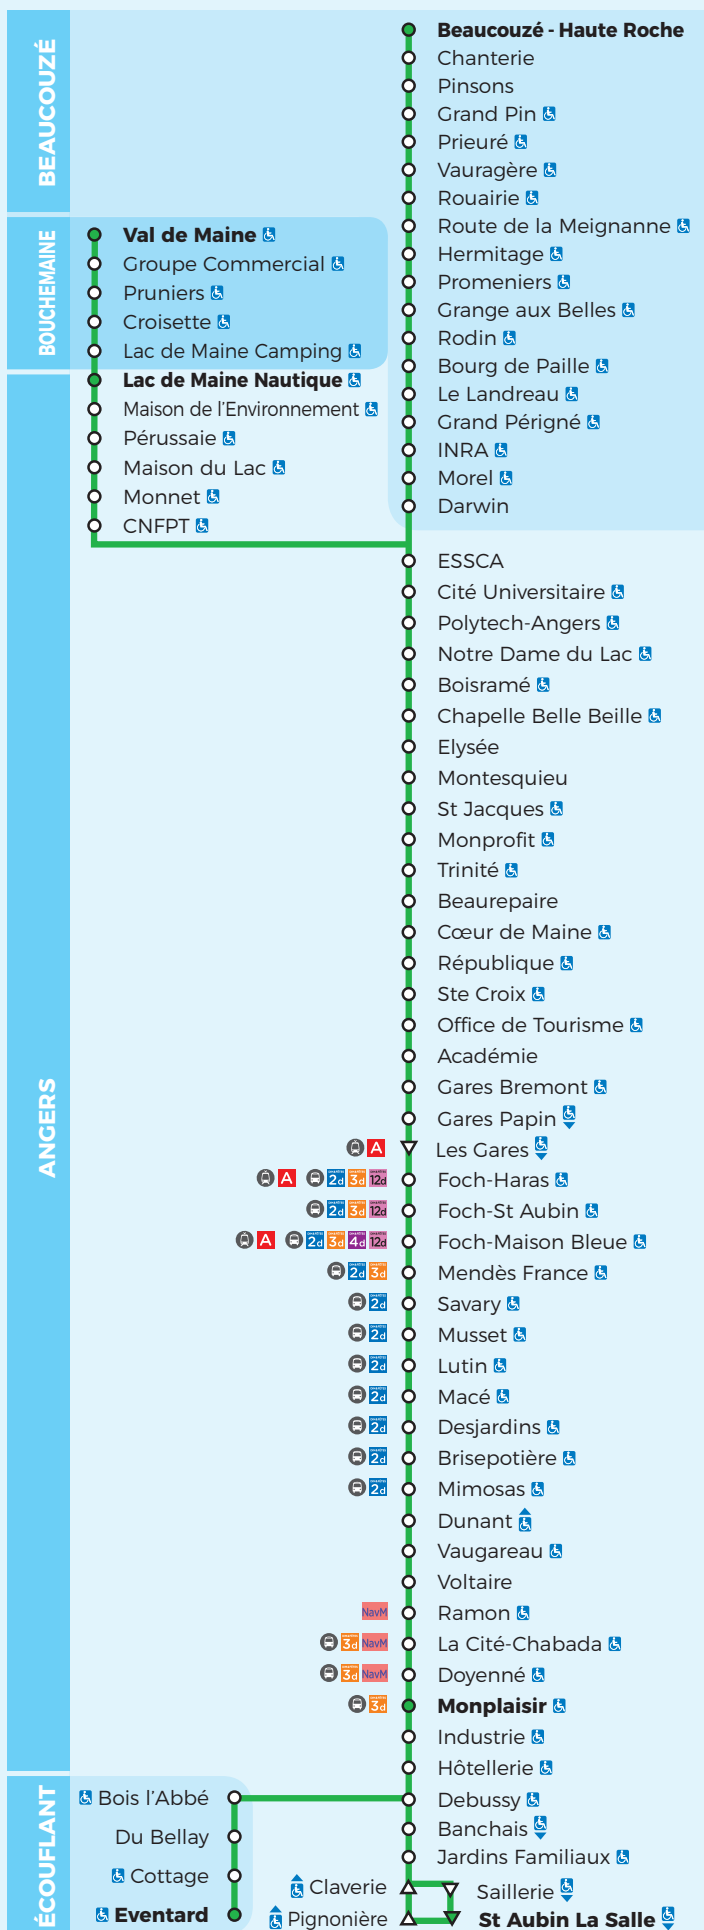 BEAUCOUZÉ
Beaucouzé - Haute Roche
Chanterie
Pinsons
Grand Pin
Prieuré
Vauragère
Rouairie
Route de la Meignanne
Hermitage
Promeniers
Grange aux Belles
Rodin
Bourg de Paille
Le Landreau
Grand Périgné
INRA
Morel
Darwin
BOUCHEMAINE
Val de Maine
Groupe Commercial
Pruniers
Croisette
Lac de Maine Camping
ANGERS
Lac de Maine Nautique
Maison de l'Environnement
Pérussaie
Maison du Lac
Monnet
CNFPT
ESSCA
Cité Universitaire
Polytech-Angers
Notre Dame du Lac
Boisramé
Chapelle Belle Beille
Elysée
Montesquieu
St Jacques
Monprofit
Trinité
Beaurepaire
Cœur de Maine
République
Ste Croix
Office de Tourisme
Académie
Gares Bremont
Gares Papin
A Les Gares
A 2d 3d 12d Foch-Haras
2d 3d 12d Foch-St Aubin
A 2d 3d 4d 12d Foch-Maison Bleue
2d 3d Mendès France
2d Savary
2d Musset
2d Lutin
2d Macé
2d Desjardins
2d Brisepotière
2d Mimosas
Dunant
Vaugareau
Voltaire
NavM Ramon
3d NavM La Cité-Chabada
3d NavM Doyenné
3d Monplaisir
Industrie
Hôtellerie
ÉCOUFLANT
Bois l'Abbé
Du Bellay
Cottage
Eventard
Debussy
Banchais
Jardins Familiaux
Claverie
Saillerie
Pignonière
St Aubin La Salle